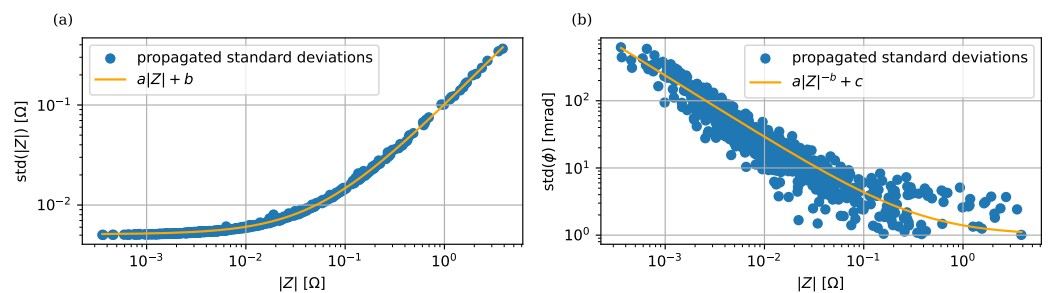 (a)
propagated standard deviations
a|Z| + b
std(|Z|) [Ω]
10⁻¹
10⁻²
10⁻³ 10⁻² 10⁻¹ 10⁰
|Z| [Ω]
(b)
propagated standard deviations
a|Z|⁻ᵇ + c
std(ϕ) [mrad]
10²
10¹
10⁰
10⁻³ 10⁻² 10⁻¹ 10⁰
|Z| [Ω]